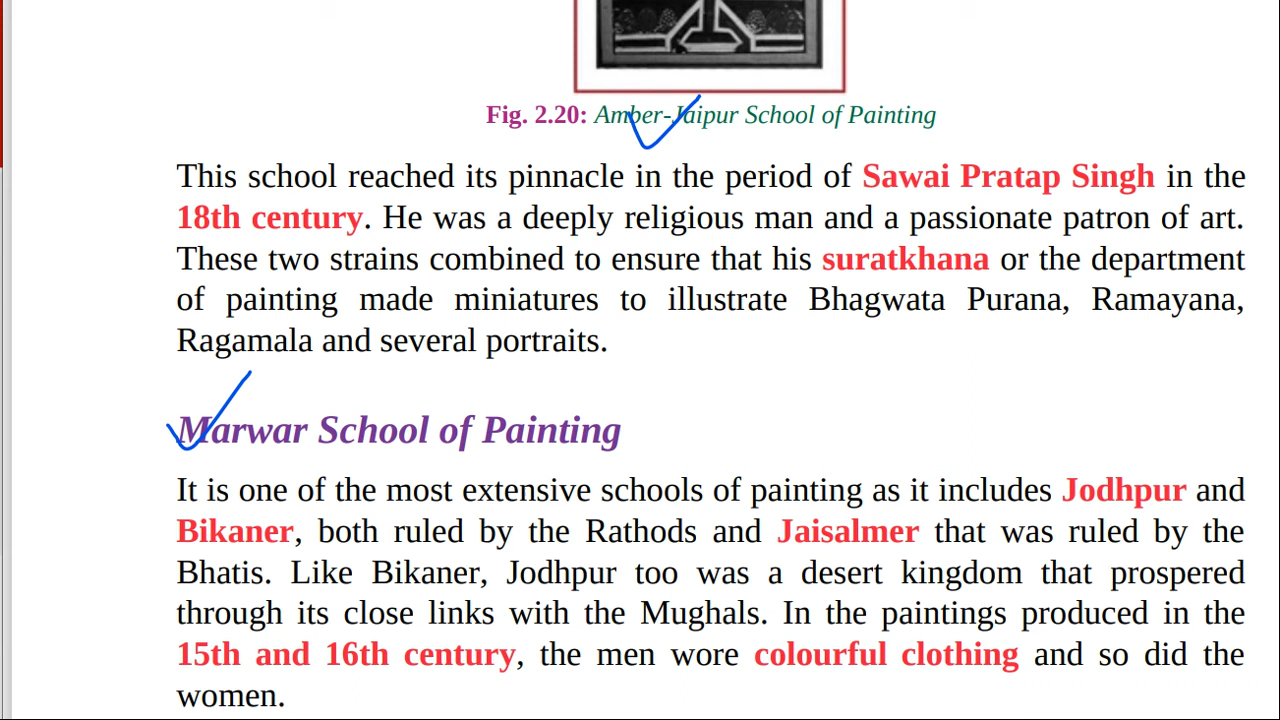 Fig. 2.20: Amber-Jaipur School of Painting
This school reached its pinnacle in the period of Sawai Pratap Singh in the
18th century. He was a deeply religious man and a passionate patron of art.
These two strains combined to ensure that his suratkhana or the department
of painting made miniatures to illustrate Bhagwata Purana, Ramayana,
Ragamala and several portraits.
Marwar School of Painting
It is one of the most extensive schools of painting as it includes Jodhpur and
Bikaner, both ruled by the Rathods and Jaisalmer that was ruled by the
Bhatis. Like Bikaner, Jodhpur too was a desert kingdom that prospered
through its close links with the Mughals. In the paintings produced in the
15th and 16th century, the men wore colourful clothing and so did the
women.